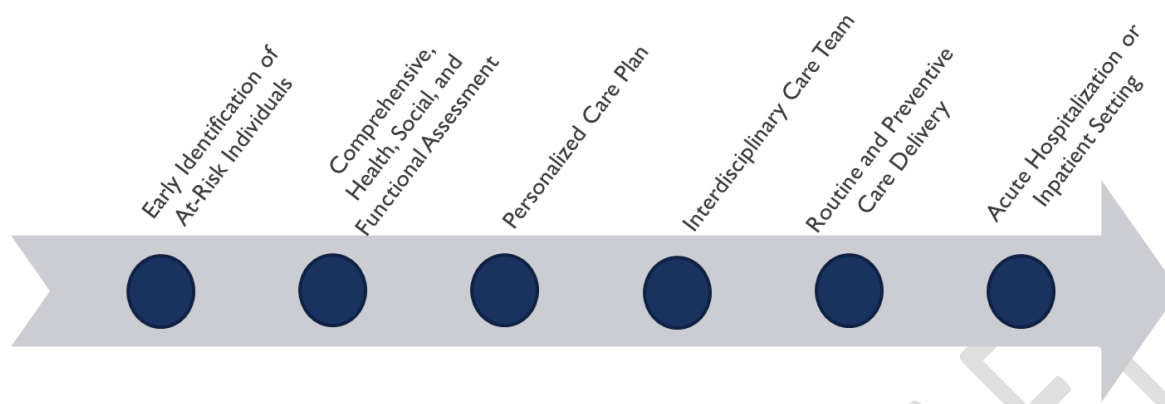 Early Identification of
At-Risk Individuals
Comprehensive,
Health, Social, and
Functional Assessment
Personalized Care Plan
Interdisciplinary Care Team
Routine and Preventive
Care Delivery
Acute Hospitalization or
Inpatient Setting